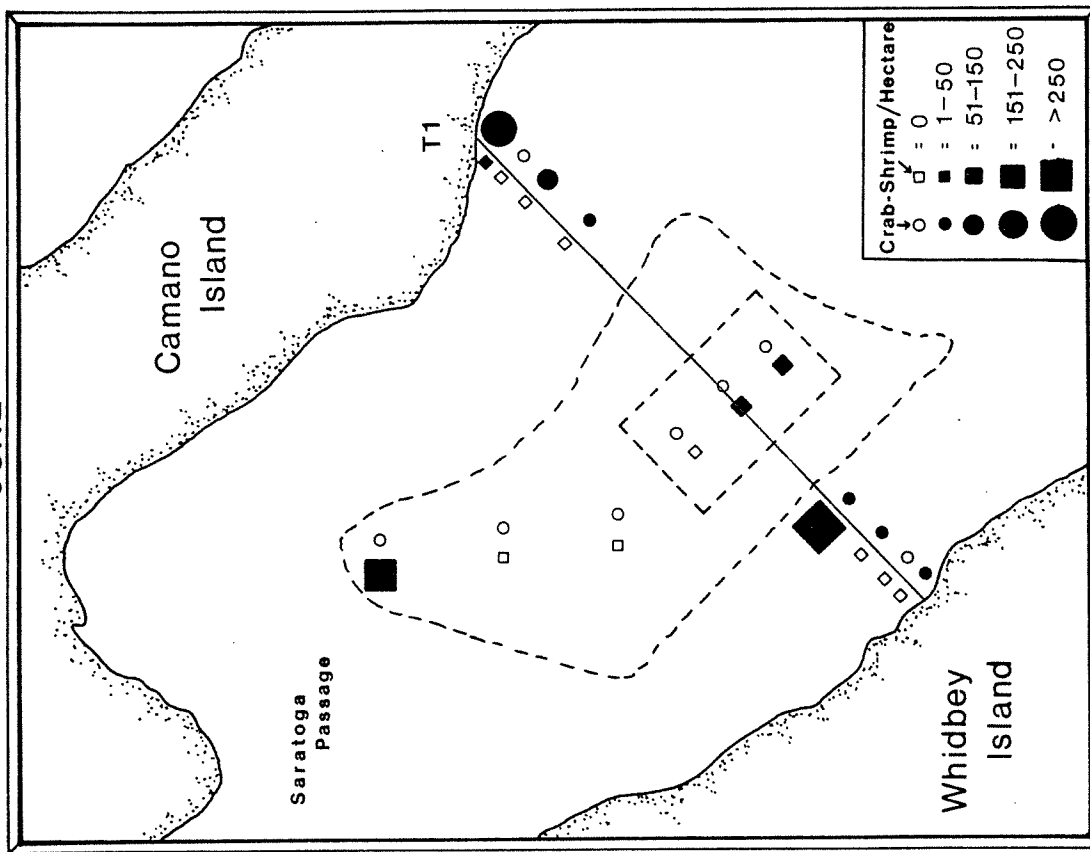 Camano
Island
T1
Saratoga
Passage
Whidbey
Island
Crab-Shrimp/Hectare
= 0
= 1-50
= 51-150
= 151-250
- >250